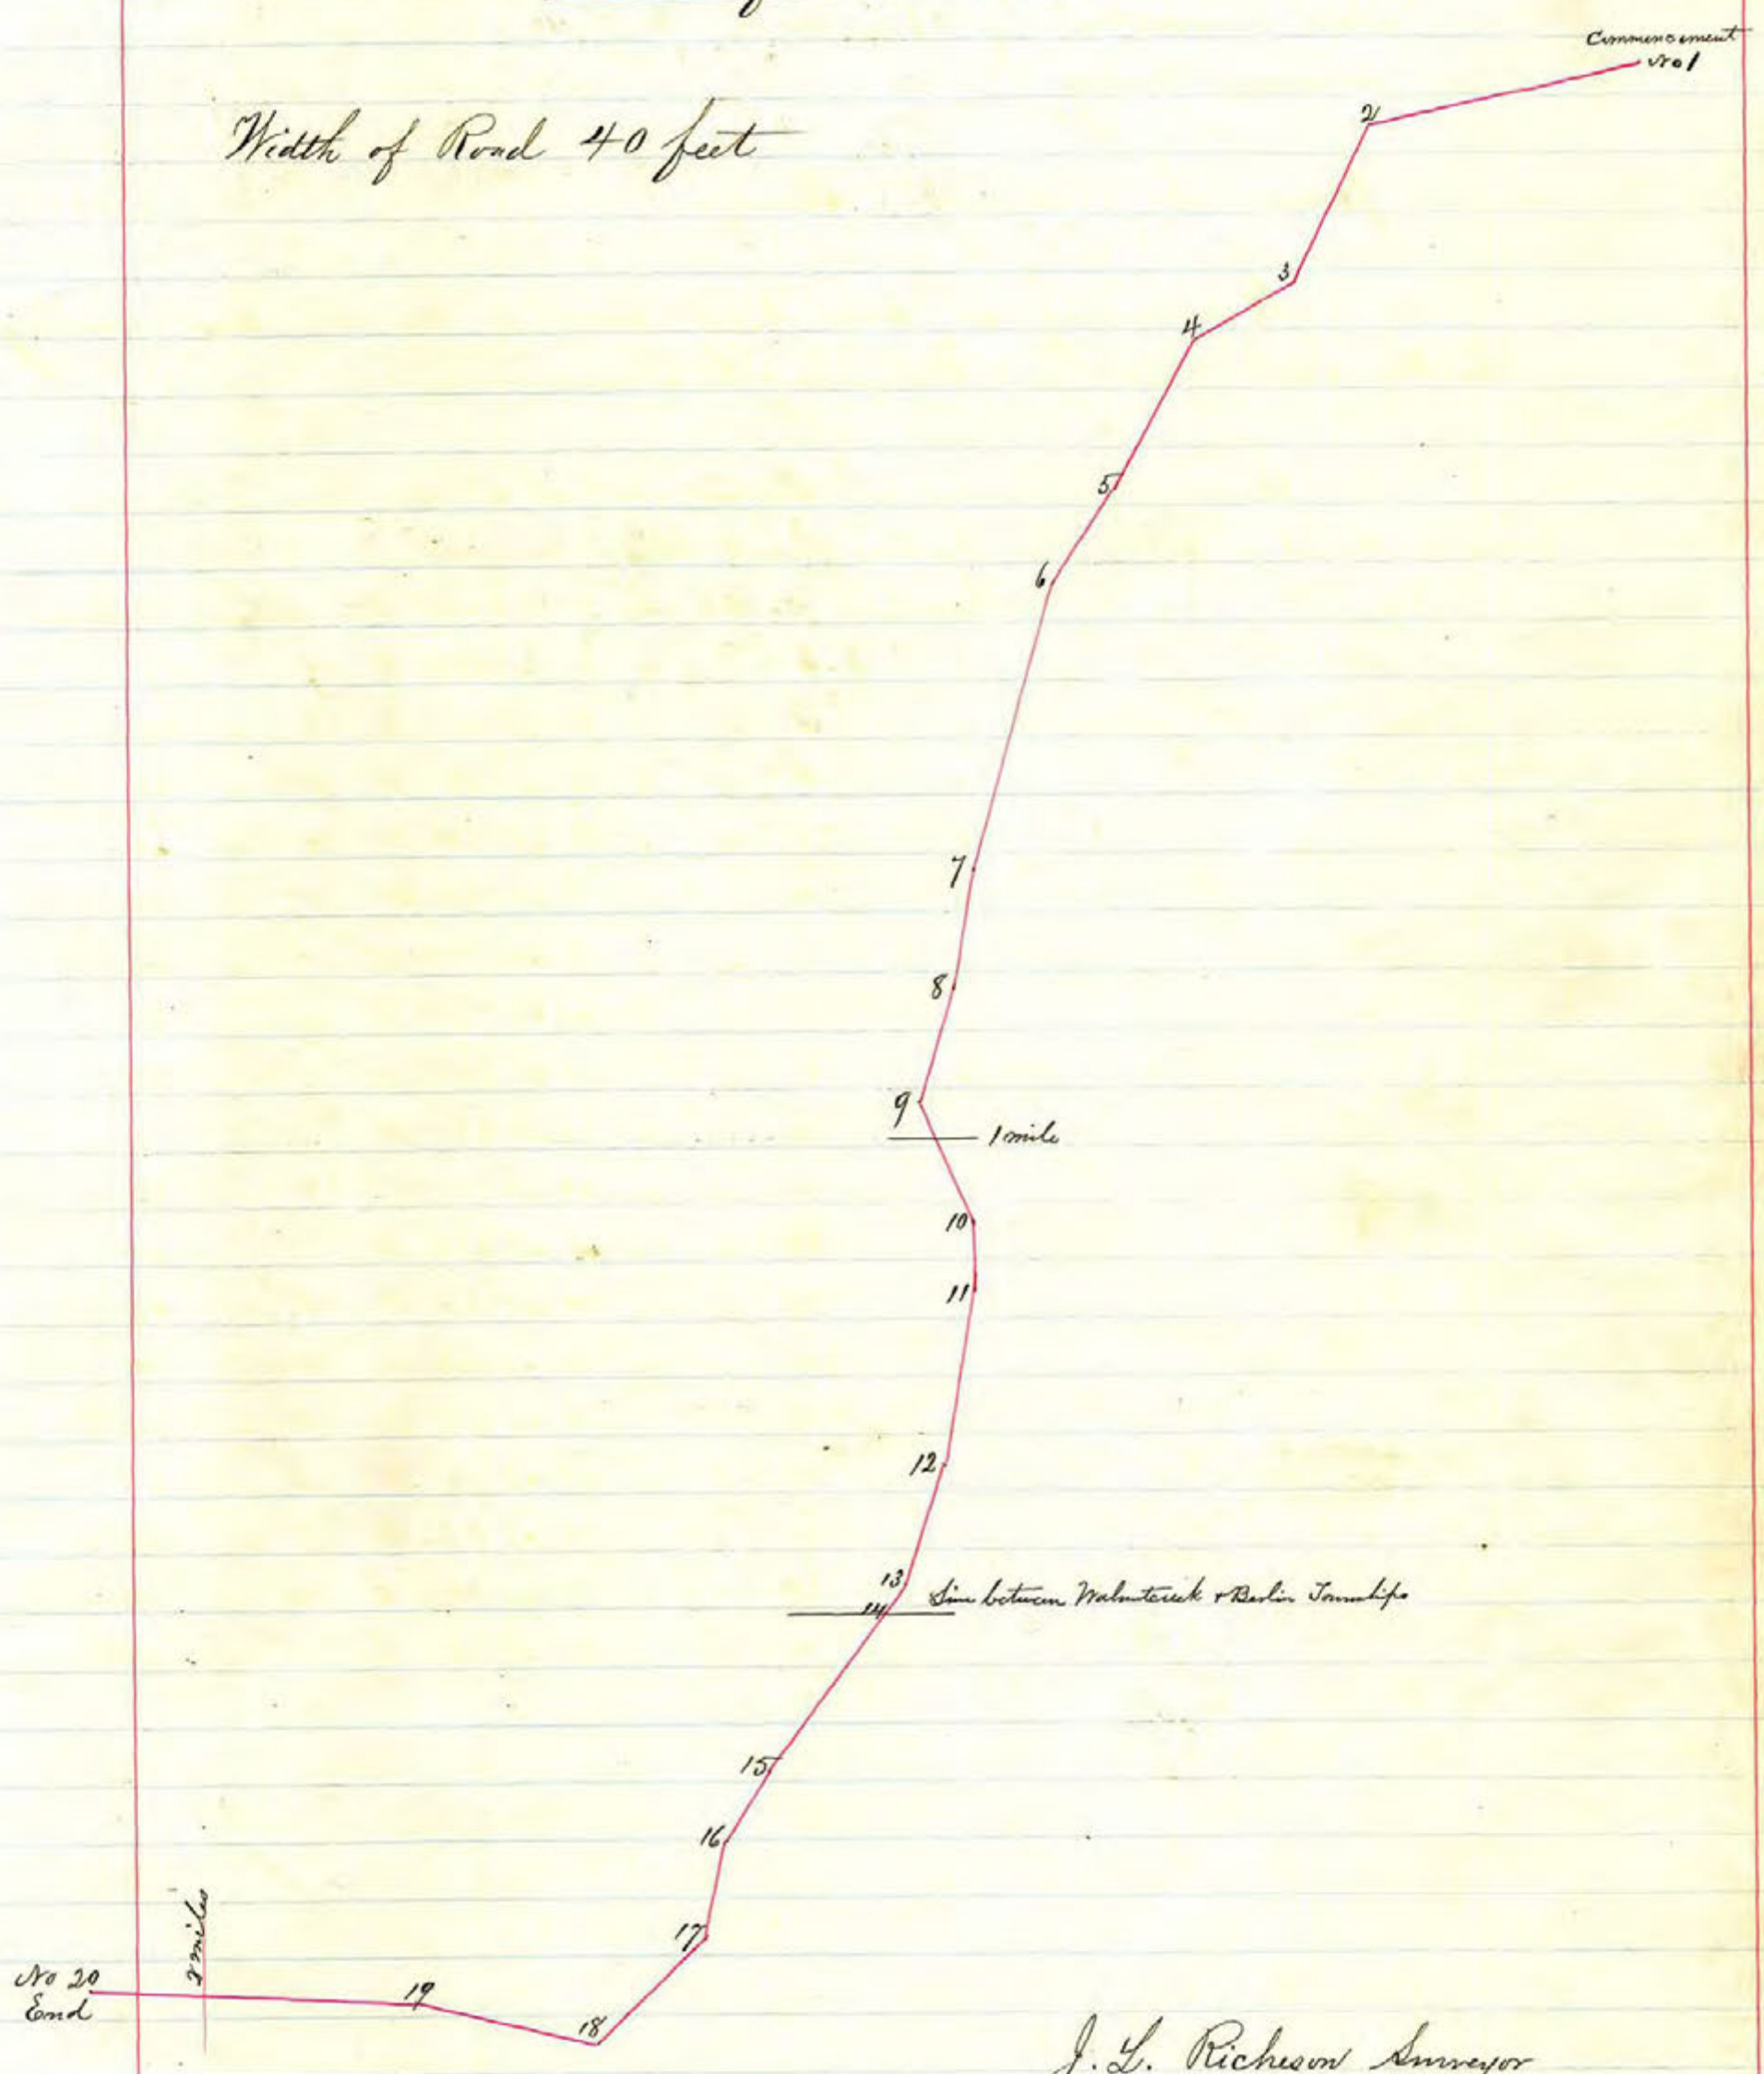 Commencement
No 1
Width of Road 40 feet
2
3
4
5
6
7
8
9
1 mile
10
11
12
13
Line between Walnutcreek + Berlin Townships
14
15
16
17
2 miles
No 20
End
19
18
J. L. Richeson Surveyor